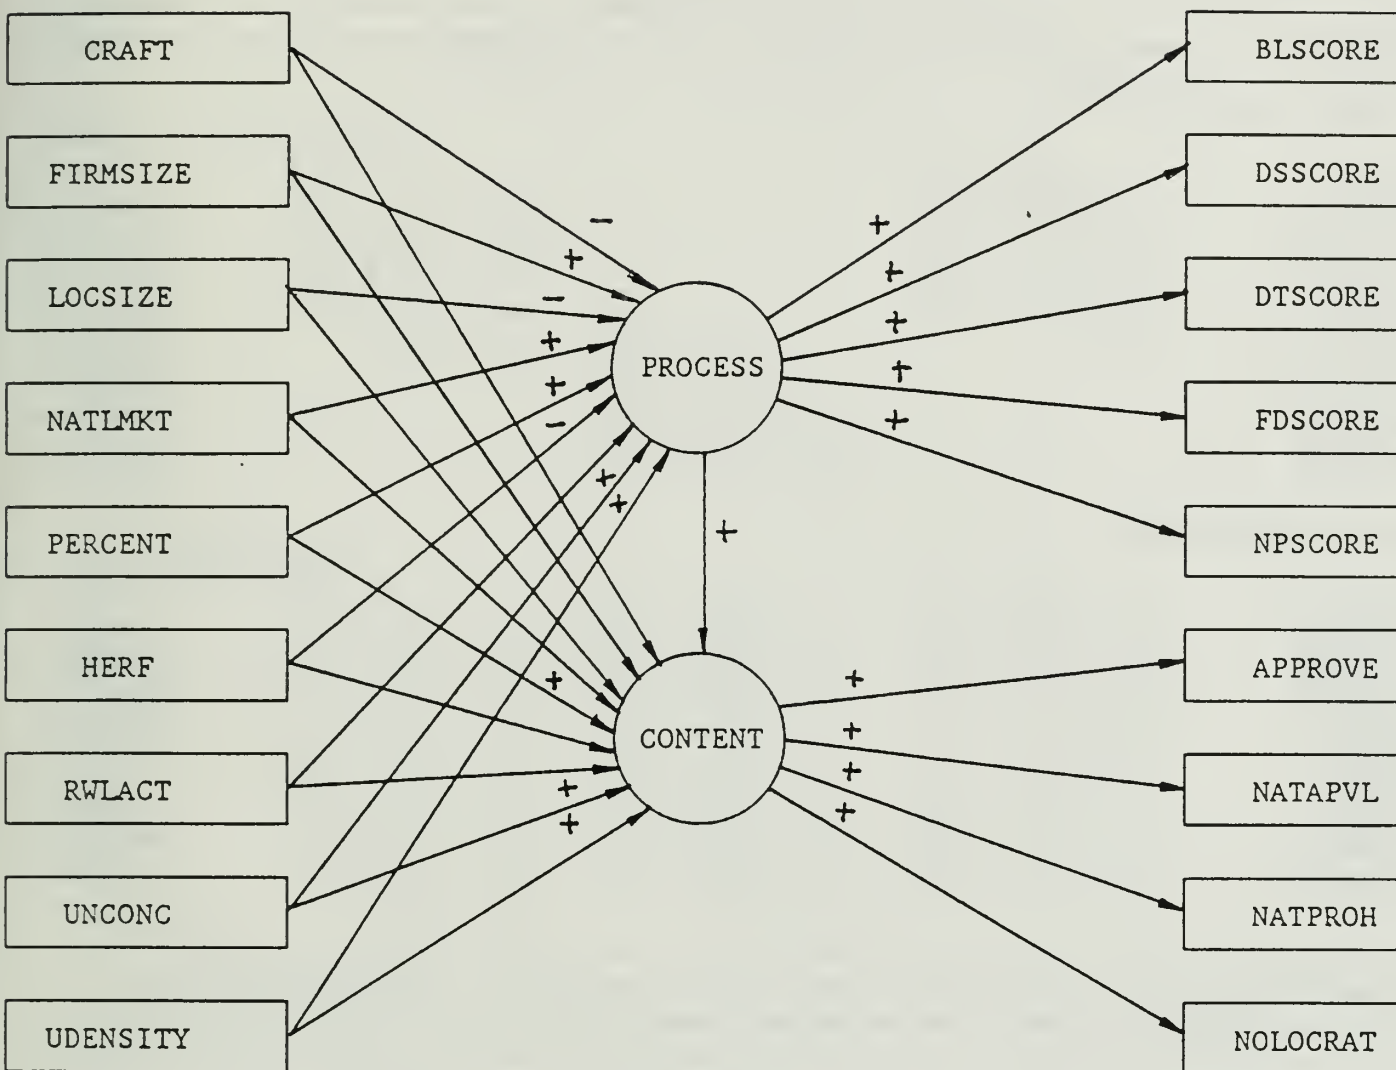 CRAFT
FIRMSIZE
LOCSIZE
NATLMKT
PERCENT
HERF
RWLACT
UNCONC
UDENSITY
−
+
−
+
+
−
+
+
PROCESS
+
+
+
+
CONTENT
+
+
+
+
+
+
+
+
+
BLSCORE
DSSCORE
DTSCORE
FDSCORE
NPSCORE
APPROVE
NATAPVL
NATPROH
NOLOCRAT